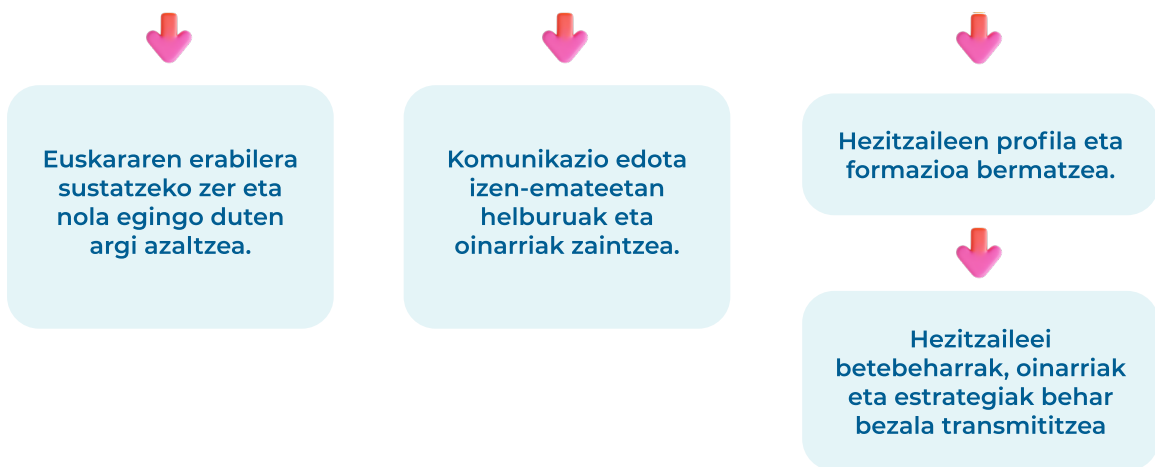 Euskararen erabilera
sustatzeko zer eta
nola egingo duten
argi azaltzea.
Komunikazio edota
izen-emateetan
helburuak eta
oinarriak zaintzea.
Hezitzaileen profila eta
formazioa bermatzea.
Hezitzaileei
betebeharrak, oinarriak
eta estrategiak behar
bezala transmititzea